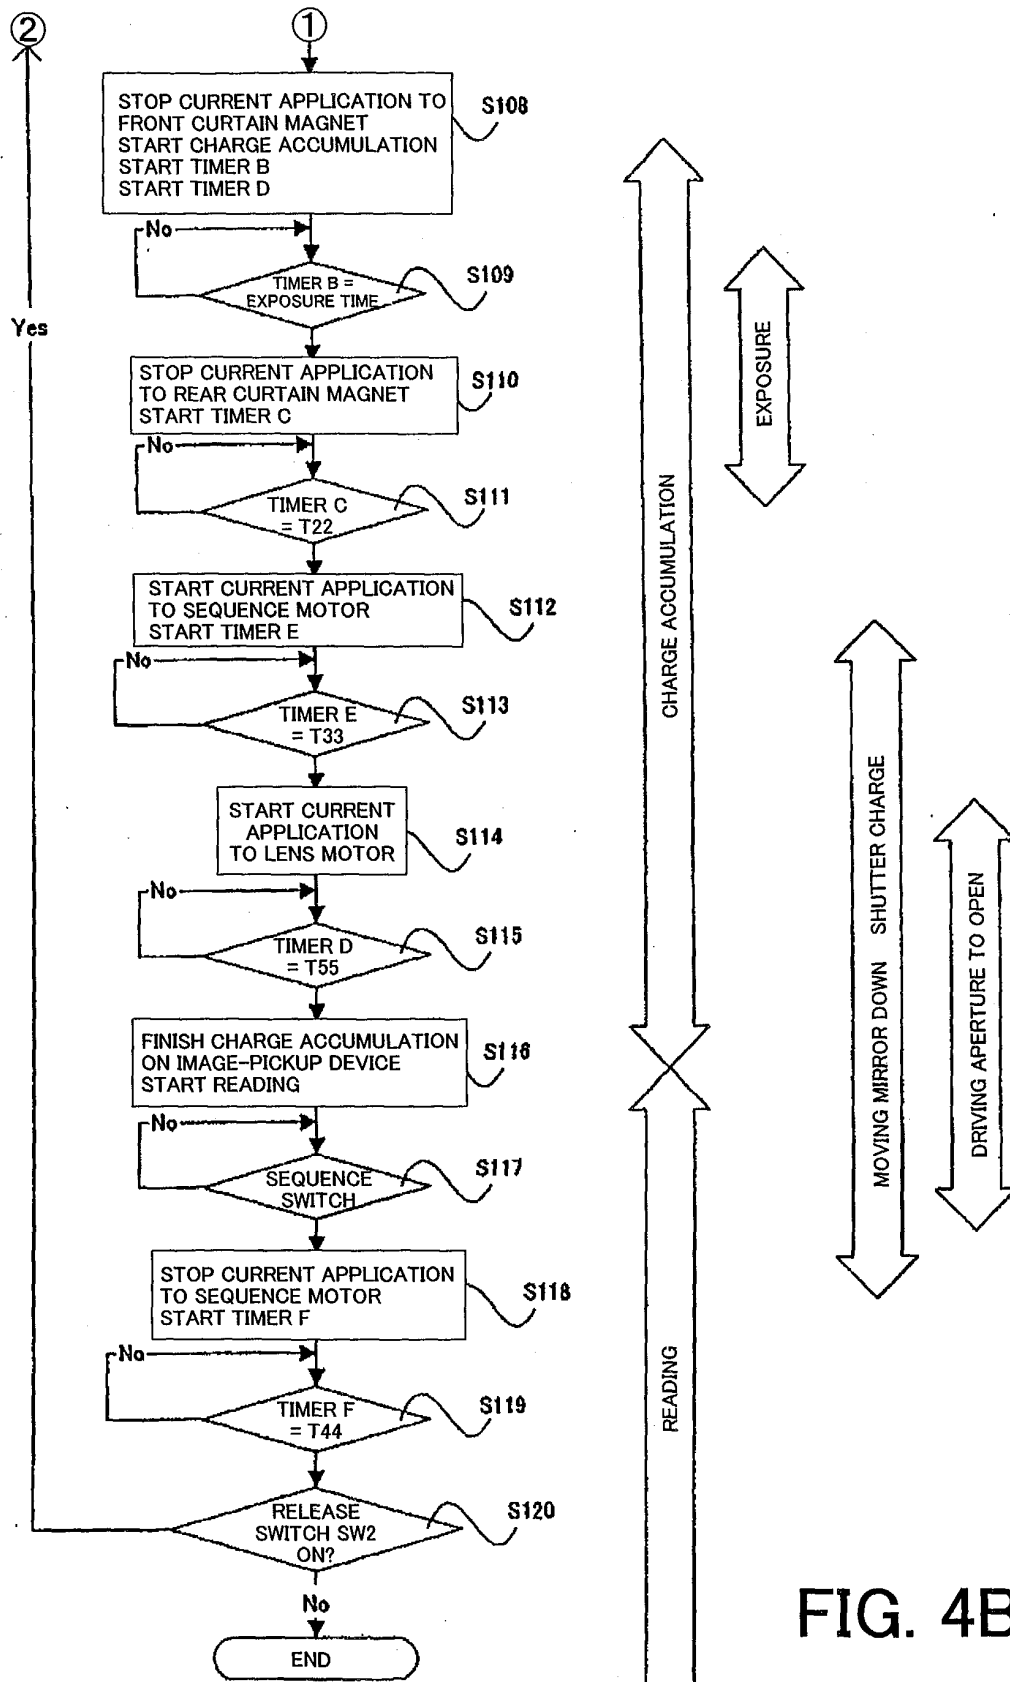 ②
①
STOP CURRENT APPLICATION TO
FRONT CURTAIN MAGNET
START CHARGE ACCUMULATION
START TIMER B
START TIMER D
S108
No
TIMER B =
EXPOSURE TIME
S109
Yes
STOP CURRENT APPLICATION
TO REAR CURTAIN MAGNET
START TIMER C
S110
No
TIMER C
= T22
S111
START CURRENT APPLICATION
TO SEQUENCE MOTOR
START TIMER E
S112
No
TIMER E
= T33
S113
START CURRENT
APPLICATION
TO LENS MOTOR
S114
No
TIMER D
= T55
S115
FINISH CHARGE ACCUMULATION
ON IMAGE-PICKUP DEVICE
START READING
S116
No
SEQUENCE
SWITCH
S117
STOP CURRENT APPLICATION
TO SEQUENCE MOTOR
START TIMER F
S118
No
TIMER F
= T44
S119
RELEASE
SWITCH SW2
ON?
S120
No
END
CHARGE ACCUMULATION
EXPOSURE
MOVING MIRROR DOWN SHUTTER CHARGE
DRIVING APERTURE TO OPEN
READING
FIG. 4B